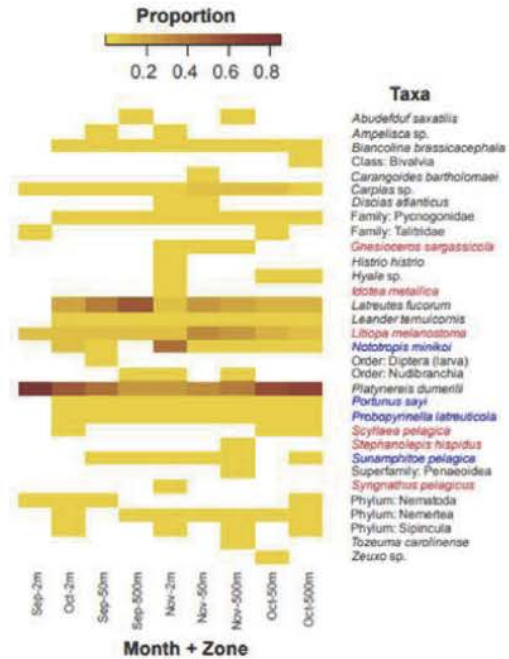 Proportion
0.2 0.4 0.6 0.8
Taxa
Abudefduf saxatilis
Ampelisca sp.
Biancolina brassicacephala
Class: Bivalvia
Carangoides bartholomaei
Carpias sp.
Discias atlanticus
Family: Pycnogonidae
Family: Talitridae
Gnesioceros sargassicola
Histrio histrio
Hyale sp.
Idotea metallica
Latreutes fucorum
Leander tenuicornis
Litiopa melanostoma
Nototropis minikoi
Order: Diptera (larva)
Order: Nudibranchia
Platynereis dumerilii
Portunus sayi
Probopyrinella latreuticola
Scyllaea pelagica
Stephanolepis hispidus
Sunamphitoe pelagica
Superfamily: Penaeoidea
Syngnathus pelagicus
Phylum: Nematoda
Phylum: Nemertea
Phylum: Sipincula
Tozeuma carolinense
Zeuxo sp.
Sep-2m
Oct-2m
Sep-50m
Sep-500m
Nov-2m
Nov-50m
Nov-500m
Oct-50m
Oct-500m
Month + Zone